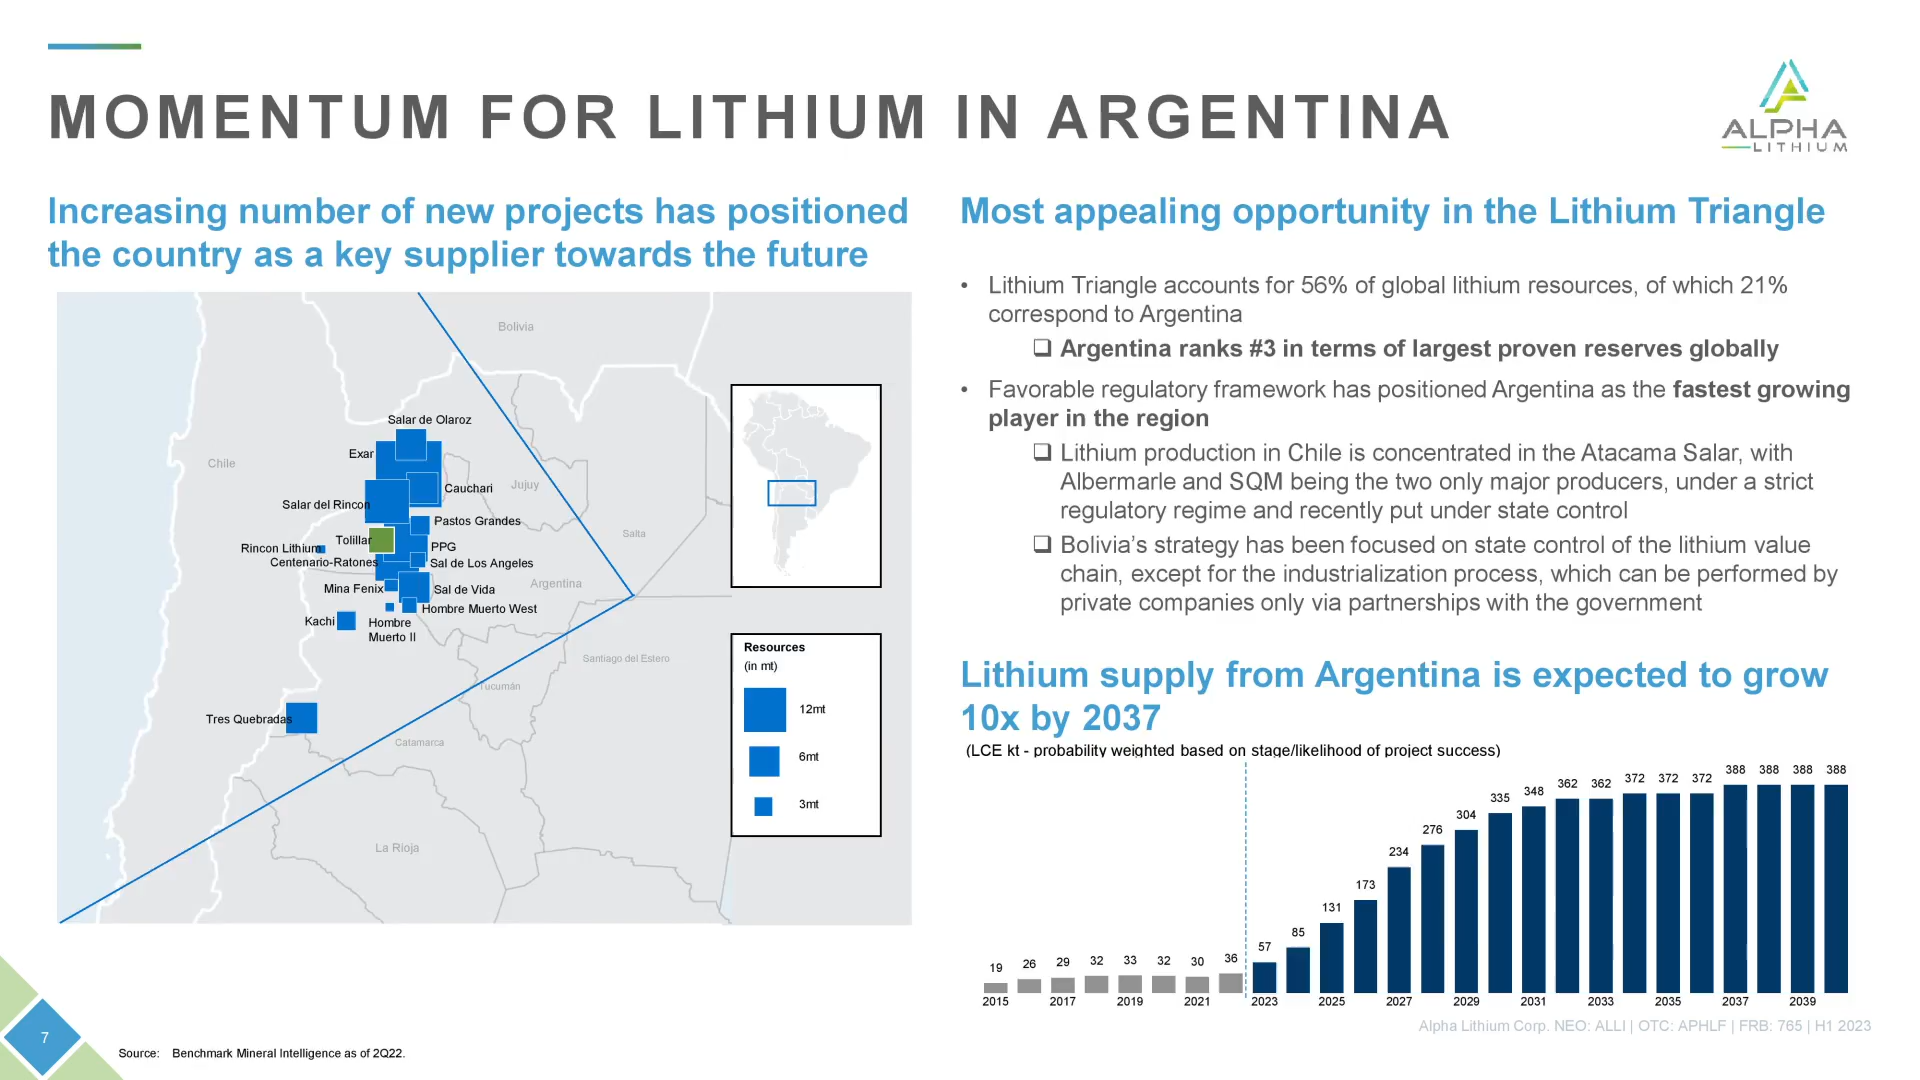 MOMENTUM FOR LITHIUM IN ARGENTINA
ALPHA
LITHIUM
Increasing number of new projects has positioned
the country as a key supplier towards the future
Bolivia
Salar de Olaroz
Exar
Chile
Cauchari
Jujuy
Salar del Rincon
Pastos Grandes
Salta
Tolillar
Rincon Lithium
PPG
Centenario-Ratones
Sal de Los Angeles
Argentina
Mina Fenix
Sal de Vida
Hombre Muerto West
Kachi
Hombre
Muerto II
Santiago del Estero
Tucumán
Tres Quebradas
Catamarca
La Rioja
Resources
(in mt)
12mt
6mt
3mt
Most appealing opportunity in the Lithium Triangle
• Lithium Triangle accounts for 56% of global lithium resources, of which 21%
correspond to Argentina
❑ Argentina ranks #3 in terms of largest proven reserves globally
• Favorable regulatory framework has positioned Argentina as the fastest growing
player in the region
❑ Lithium production in Chile is concentrated in the Atacama Salar, with
Albermarle and SQM being the two only major producers, under a strict
regulatory regime and recently put under state control
❑ Bolivia’s strategy has been focused on state control of the lithium value
chain, except for the industrialization process, which can be performed by
private companies only via partnerships with the government
Lithium supply from Argentina is expected to grow
10x by 2037
(LCE kt - probability weighted based on stage/likelihood of project success)
19 26 29 32 33 32 30 36 57 85 131 173 234 276 304 335 348 362 362 372 372 372 388 388 388 388
2015 2017 2019 2021 2023 2025 2027 2029 2031 2033 2035 2037 2039
Alpha Lithium Corp. NEO: ALLI | OTC: APHLF | FRB: 765 | H1 2023
7
Source: Benchmark Mineral Intelligence as of 2Q22.